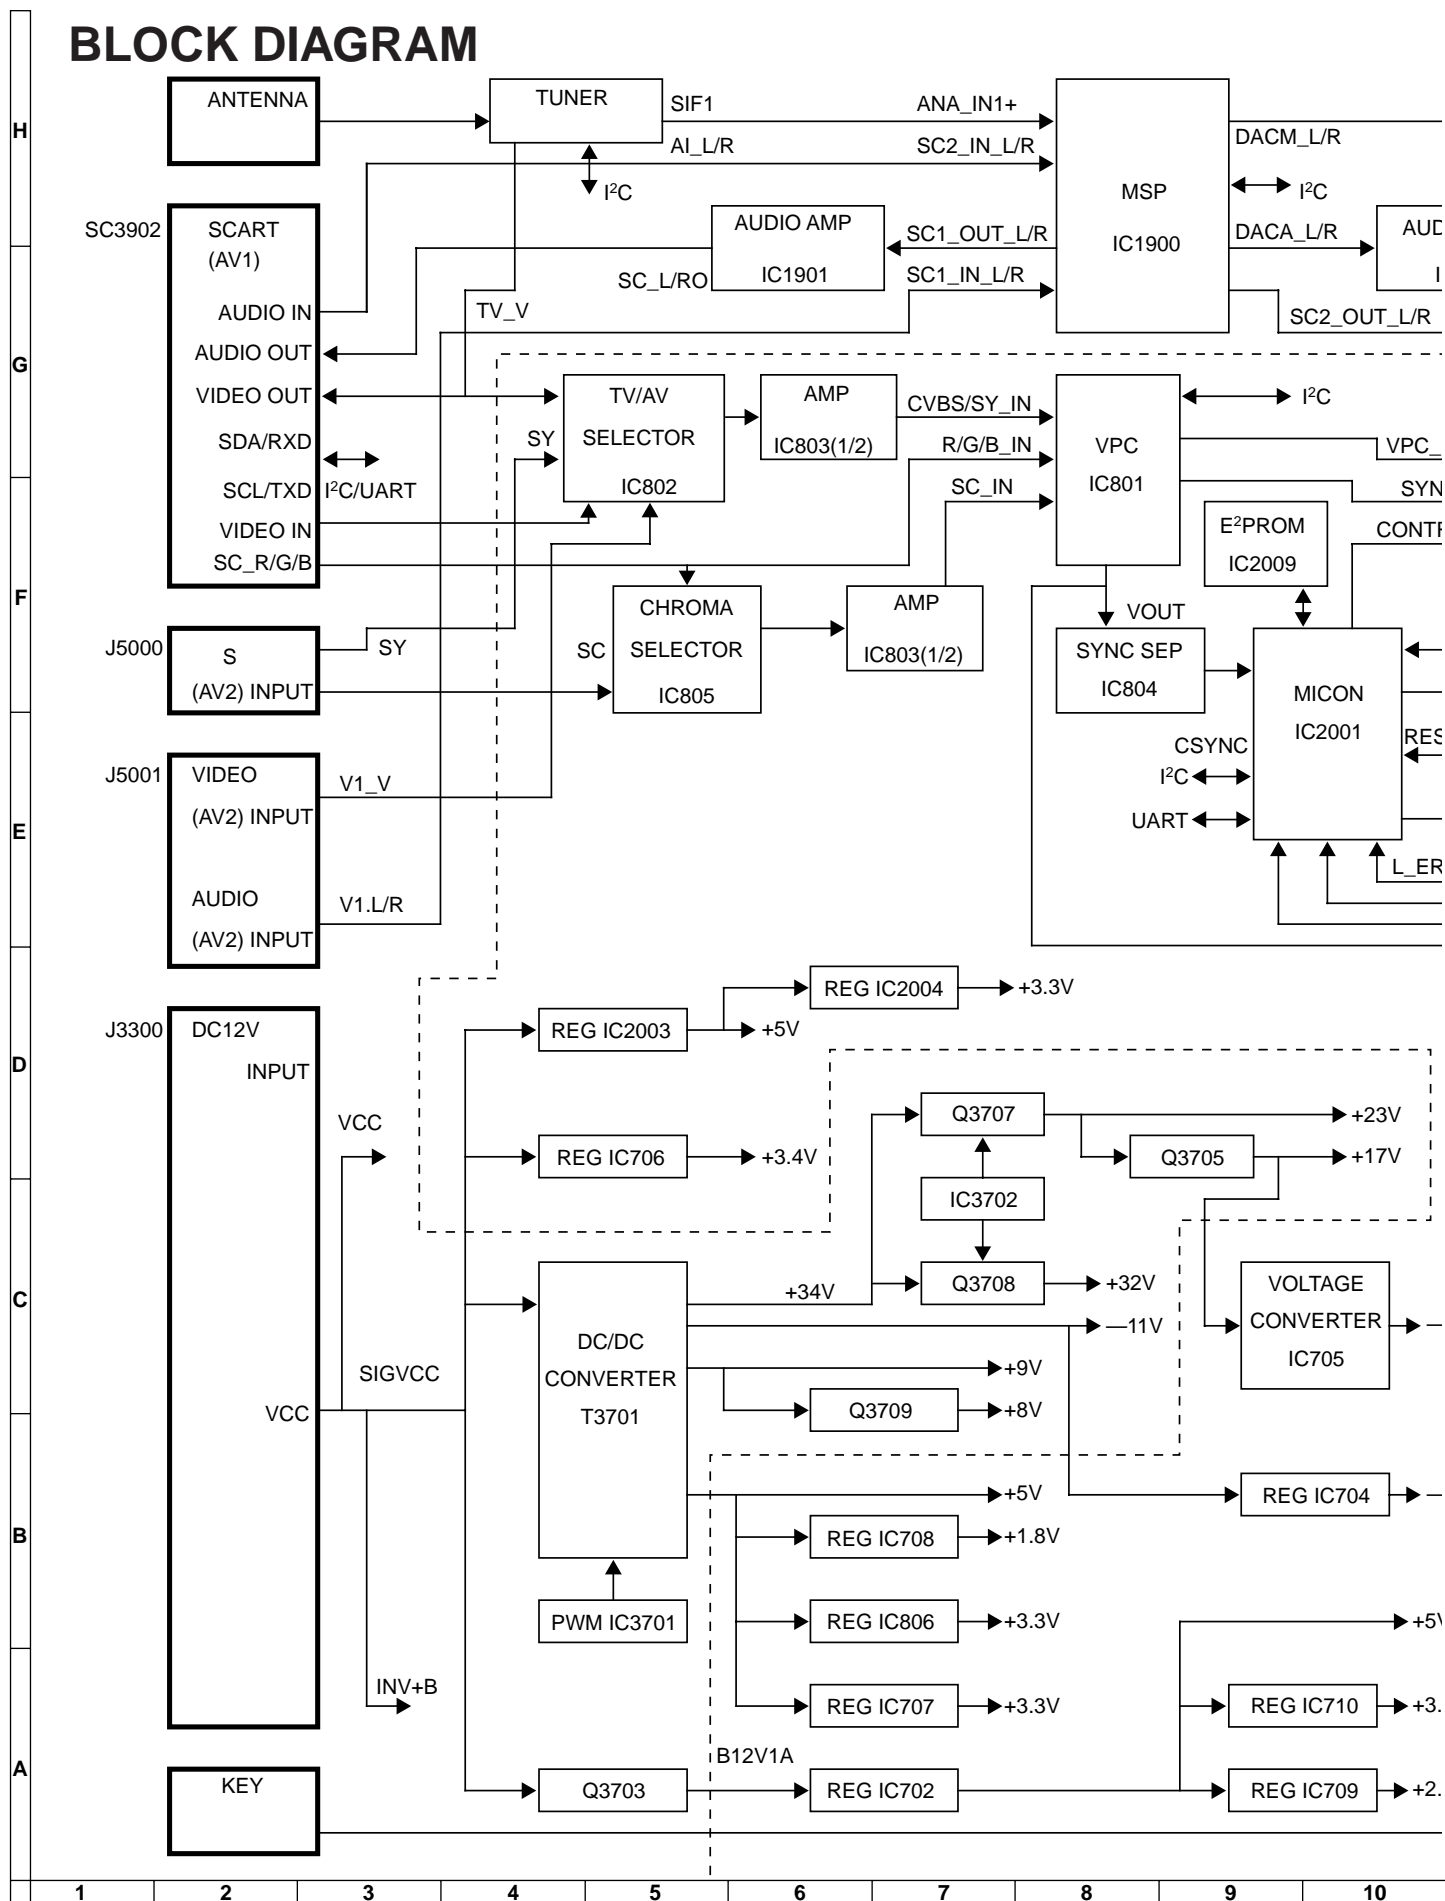 BLOCK DIAGRAM
H
G
F
E
D
C
B
A
ANTENNA
TUNER
SIF1
ANA_IN1+
AI_L/R
SC2_IN_L/R
I²C
MSP
IC1900
DACM_L/R
I²C
DACA_L/R
SC2_OUT_L/R
SC3902
SCART
(AV1)
AUDIO IN
AUDIO OUT
VIDEO OUT
SDA/RXD
SCL/TXD
I²C/UART
VIDEO IN
SC_R/G/B
AUDIO AMP
IC1901
SC1_OUT_L/R
SC_L/RO
SC1_IN_L/R
TV_V
TV/AV
SELECTOR
IC802
SY
AMP
IC803(1/2)
CVBS/SY_IN
R/G/B_IN
SC_IN
VPC
IC801
I²C
VPC_
E²PROM
IC2009
J5000
S
(AV2) INPUT
SY
SC
CHROMA
SELECTOR
IC805
AMP
IC803(1/2)
VOUT
SYNC SEP
IC804
MICON
IC2001
CSYNC
I²C
UART
J5001
VIDEO
(AV2) INPUT
V1_V
AUDIO
(AV2) INPUT
V1.L/R
J3300
DC12V
INPUT
VCC
REG IC2003
+5V
REG IC2004
+3.3V
REG IC706
+3.4V
Q3707
+23V
Q3705
+17V
IC3702
Q3708
+32V
+34V
—11V
DC/DC
CONVERTER
T3701
VOLTAGE
CONVERTER
IC705
—
+9V
Q3709
+8V
SIGVCC
VCC
+5V
REG IC704
—
REG IC708
+1.8V
PWM IC3701
REG IC806
+3.3V
+5V
INV+B
REG IC707
+3.3V
REG IC710
+3.
KEY
B12V1A
Q3703
REG IC702
REG IC709
+2.
1 2 3 4 5 6 7 8 9 10